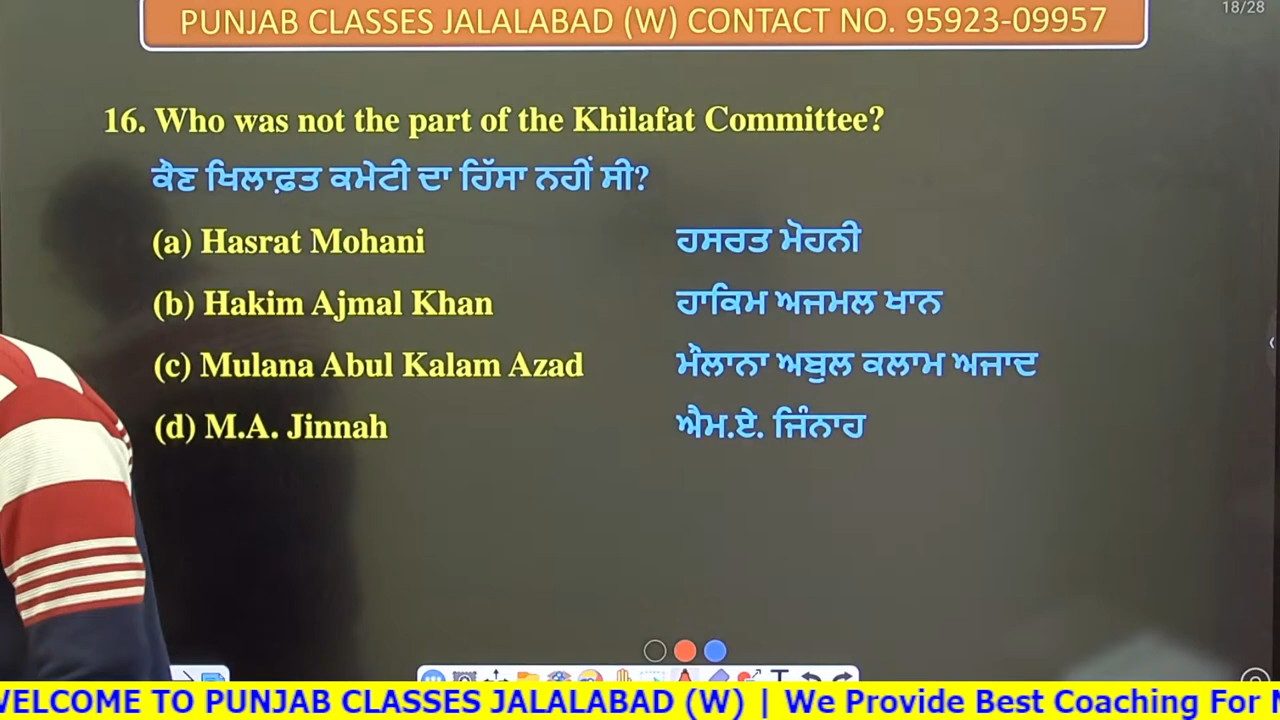 PUNJAB CLASSES JALALABAD (W) CONTACT NO. 95923-09957
18/28
16. Who was not the part of the Khilafat Committee?
ਕੌਣ ਖਿਲਾਫ਼ਤ ਕਮੇਟੀ ਦਾ ਹਿੱਸਾ ਨਹੀਂ ਸੀ?
(a) Hasrat Mohani ਹਸਰਤ ਮੋਹਨੀ
(b) Hakim Ajmal Khan ਹਾਕਿਮ ਅਜਮਲ ਖਾਨ
(c) Mulana Abul Kalam Azad ਮੌਲਾਨਾ ਅਬੁਲ ਕਲਾਮ ਅਜਾਦ
(d) M.A. Jinnah ਐਮ.ਏ. ਜਿੰਨਾਹ
WELCOME TO PUNJAB CLASSES JALALABAD (W) | We Provide Best Coaching For